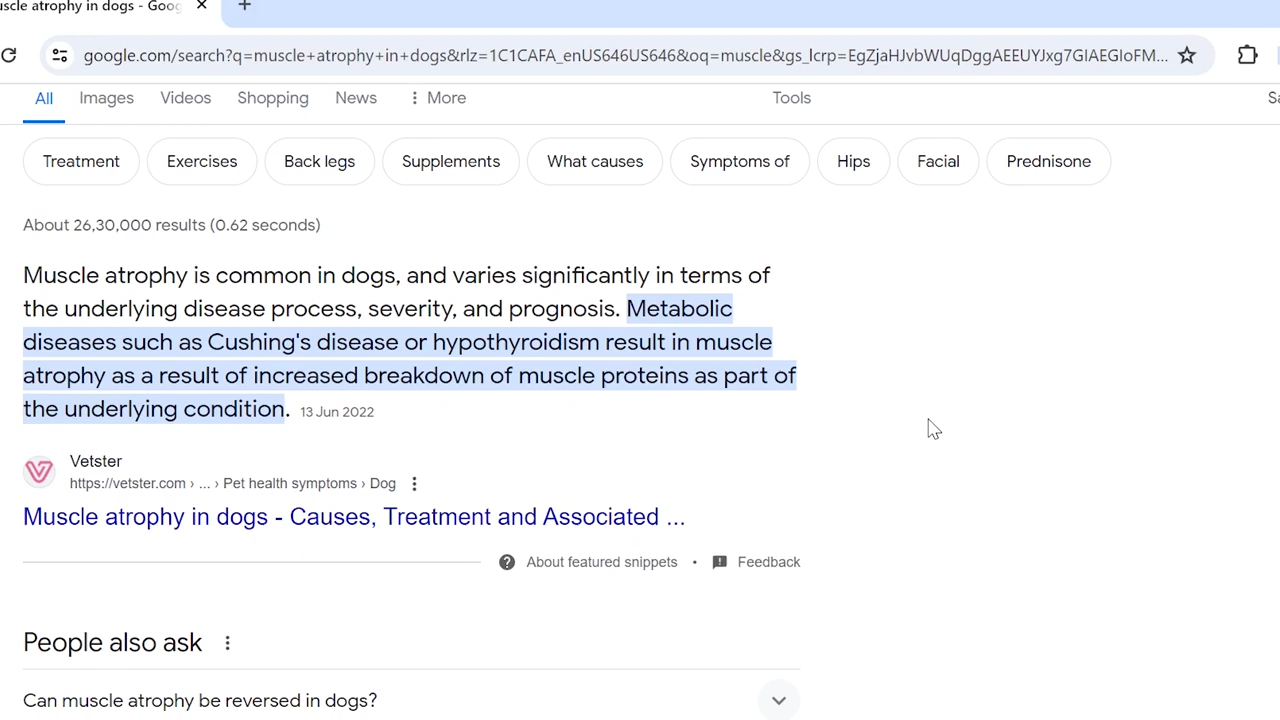 uscle atrophy in dogs - Goog
google.com/search?q=muscle+atrophy+in+dogs&rlz=1C1CAFA_enUS646US646&oq=muscle&gs_lcrp=EgZjaHJvbWUqDggAEEUYJxg7GIAEGIoFM...
All Images Videos Shopping News More Tools Sa
Treatment Exercises Back legs Supplements What causes Symptoms of Hips Facial Prednisone
About 26,30,000 results (0.62 seconds)
Muscle atrophy is common in dogs, and varies significantly in terms of
the underlying disease process, severity, and prognosis. Metabolic
diseases such as Cushing's disease or hypothyroidism result in muscle
atrophy as a result of increased breakdown of muscle proteins as part of
the underlying condition. 13 Jun 2022
Vetster
https://vetster.com › ... › Pet health symptoms › Dog
Muscle atrophy in dogs - Causes, Treatment and Associated ...
About featured snippets • Feedback
People also ask
Can muscle atrophy be reversed in dogs?